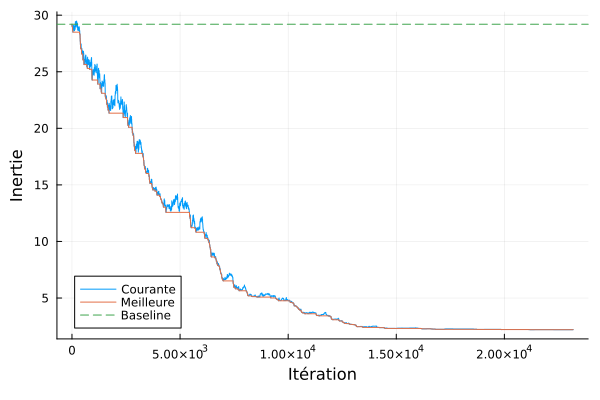 Inertie
30
25
20
15
10
5
Courante
Meilleure
Baseline
0
5.00×10³
1.00×10⁴
1.50×10⁴
2.00×10⁴
Itération